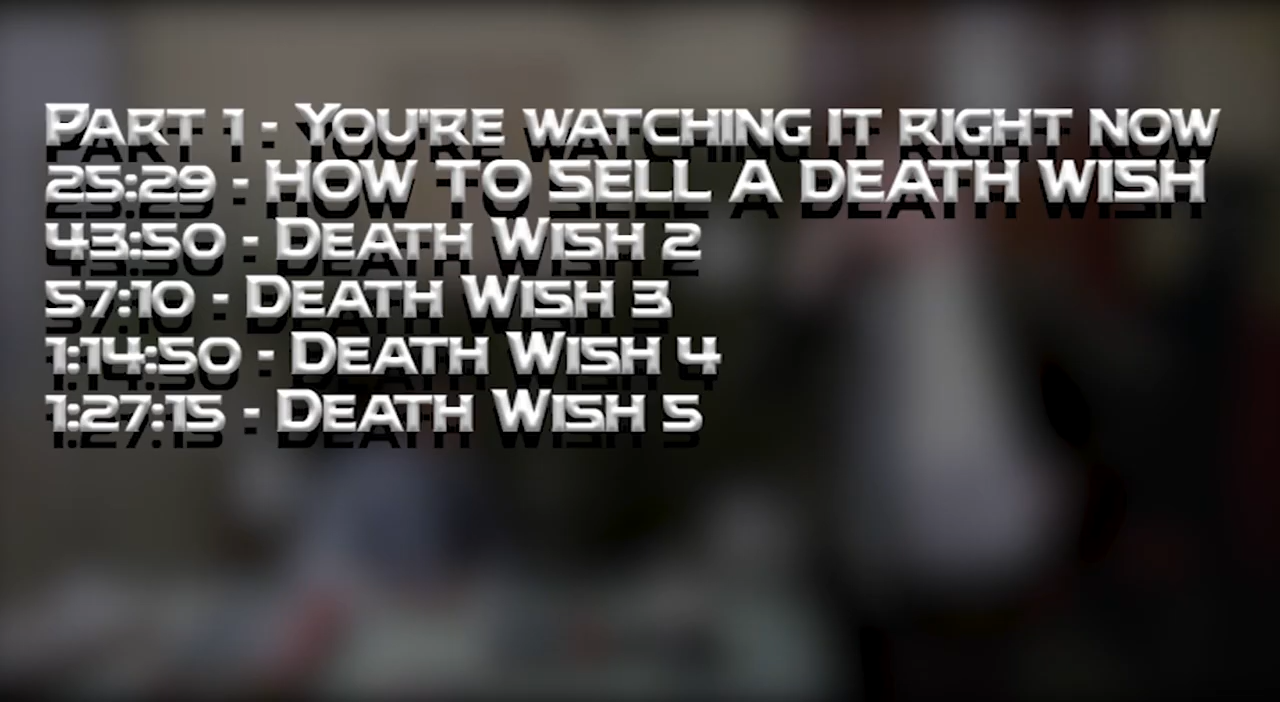 Part 1 - You're watching it right now
25:29 - HOW TO SELL A DEATH WISH
43:50 - Death Wish 2
57:10 - Death Wish 3
1:14:50 - Death Wish 4
1:27:15 - Death Wish 5